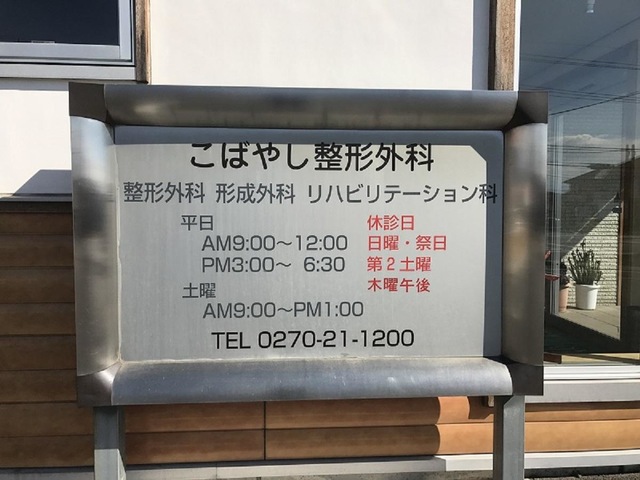 こばやし整形外科
整形外科 形成外科 リハビリテーション科
平日 休診日
AM9:00〜12:00 日曜・祭日
PM3:00〜 6:30 第2土曜
土曜 木曜午後
AM9:00〜PM1:00
TEL 0270-21-1200